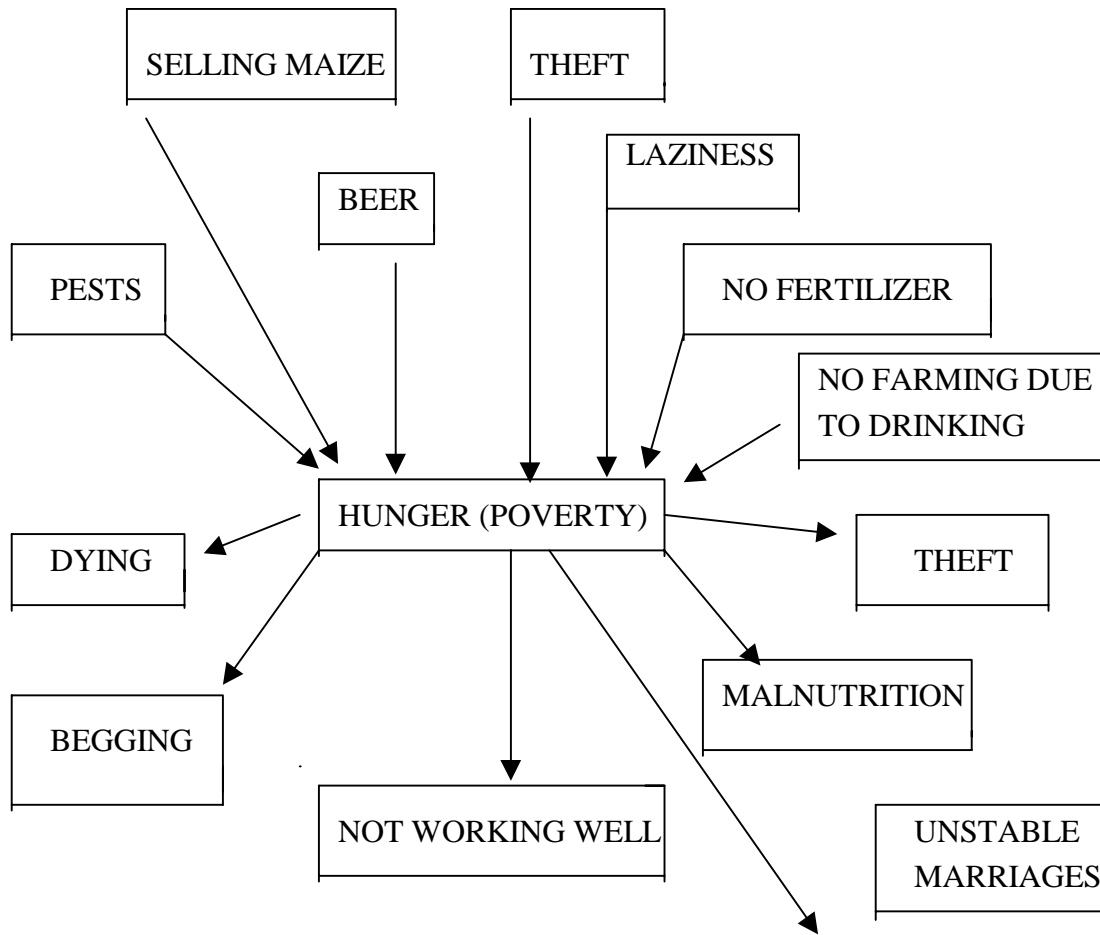 SELLING MAIZE
THEFT
LAZINESS
BEER
PESTS
NO FERTILIZER
NO FARMING DUE
TO DRINKING
HUNGER (POVERTY)
DYING
THEFT
MALNUTRITION
BEGGING
NOT WORKING WELL
UNSTABLE
MARRIAGES